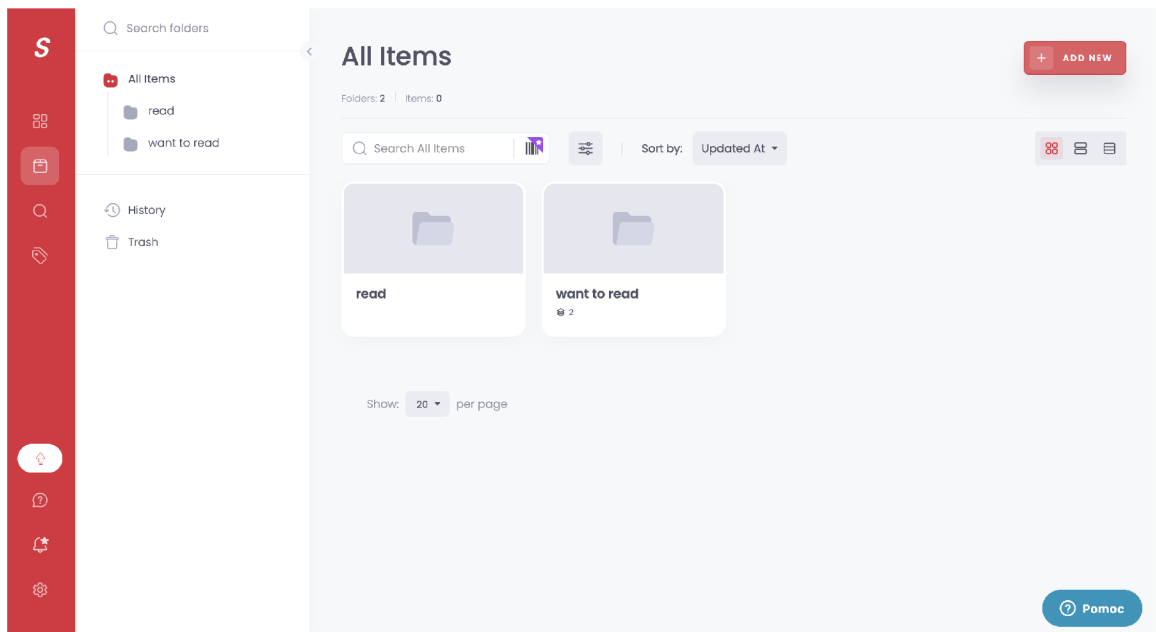 S
Search folders
All Items
read
want to read
History
Trash
All Items
ADD NEW
Folders: 2 Items: 0
Search All Items
Sort by: Updated At
read
want to read
2
Show: 20 per page
Pomoc